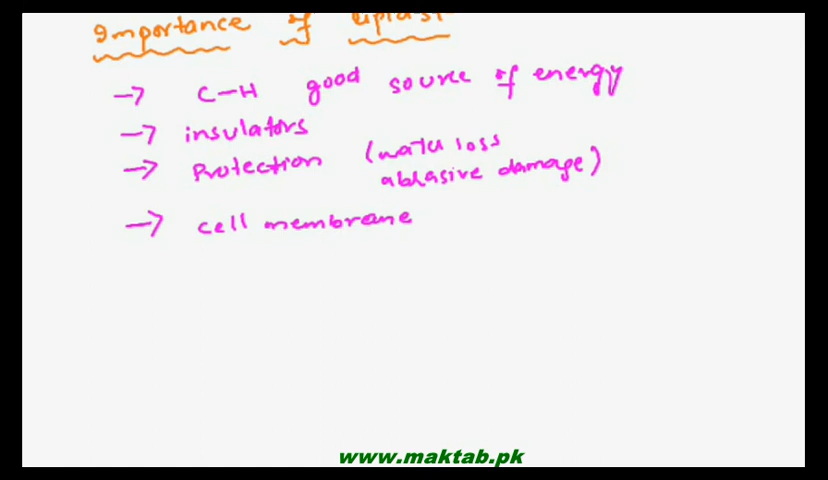 Importance of
→ C-H good source of energy
→ insulators
→ Protection (water loss
abrasive damage)
→ cell membrane
www.maktab.pk